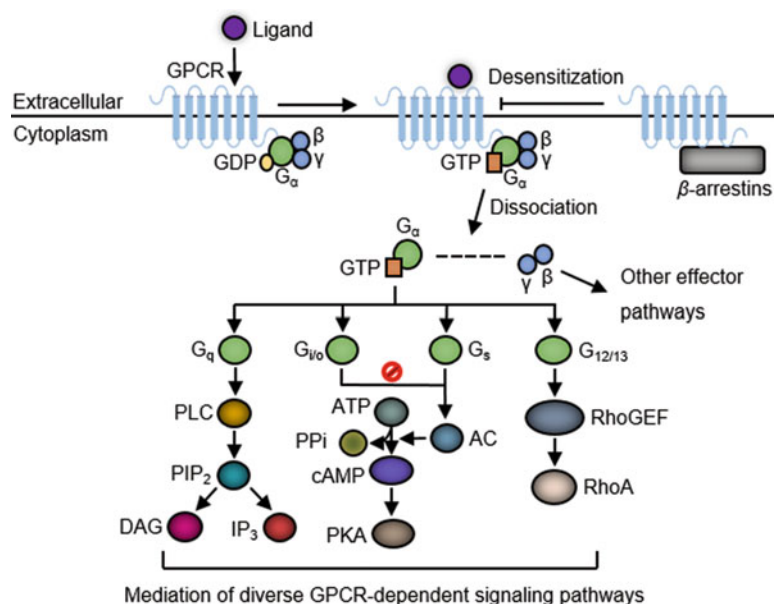 Ligand
GPCR
Desensitization
Extracellular
Cytoplasm
GDP
Gα
β
γ
GTP
Gα
β
γ
β-arrestins
Dissociation
Gα
GTP
γ
β
Other effector
pathways
Gq
Gi/o
Gs
G12/13
PLC
ATP
RhoGEF
PPi
AC
PIP2
cAMP
RhoA
DAG
IP3
PKA
Mediation of diverse GPCR-dependent signaling pathways